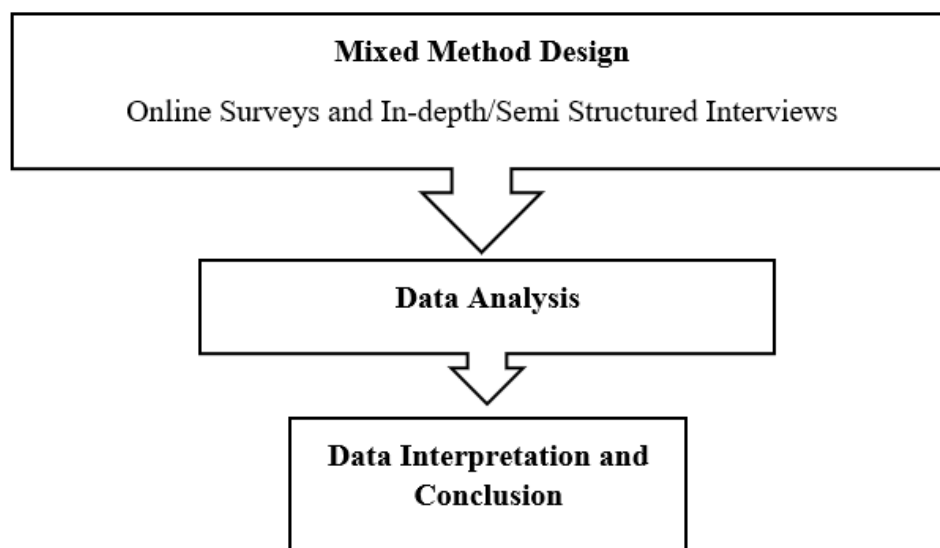 Mixed Method Design
Online Surveys and In-depth/Semi Structured Interviews
Data Analysis
Data Interpretation and
Conclusion